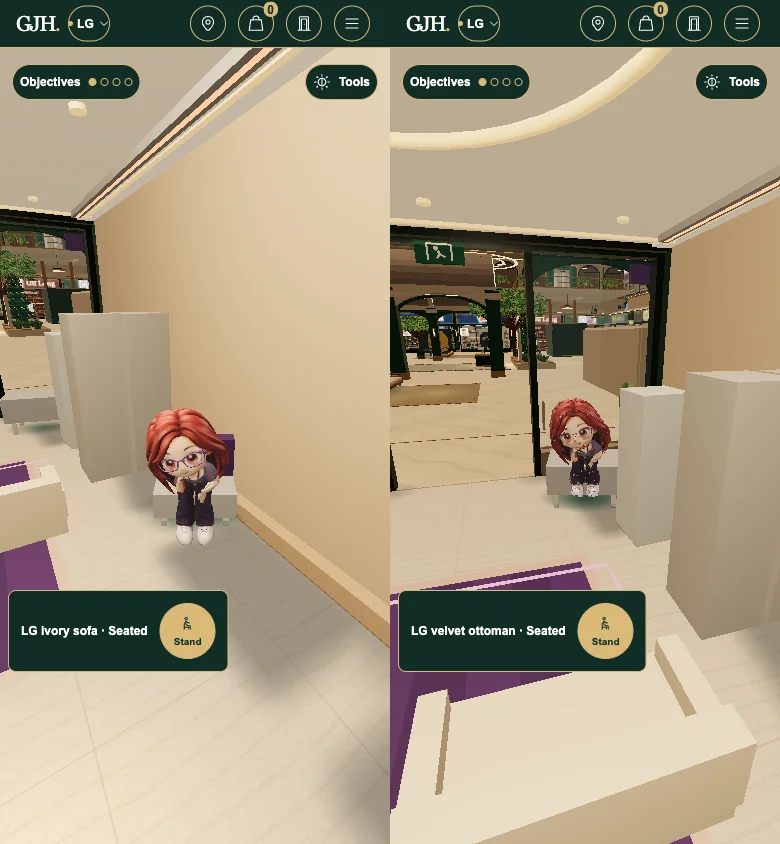 GJH.
LG
0
Objectives
Tools
LG ivory sofa · Seated
Stand
GJH.
LG
0
Objectives
Tools
LG velvet ottoman · Seated
Stand